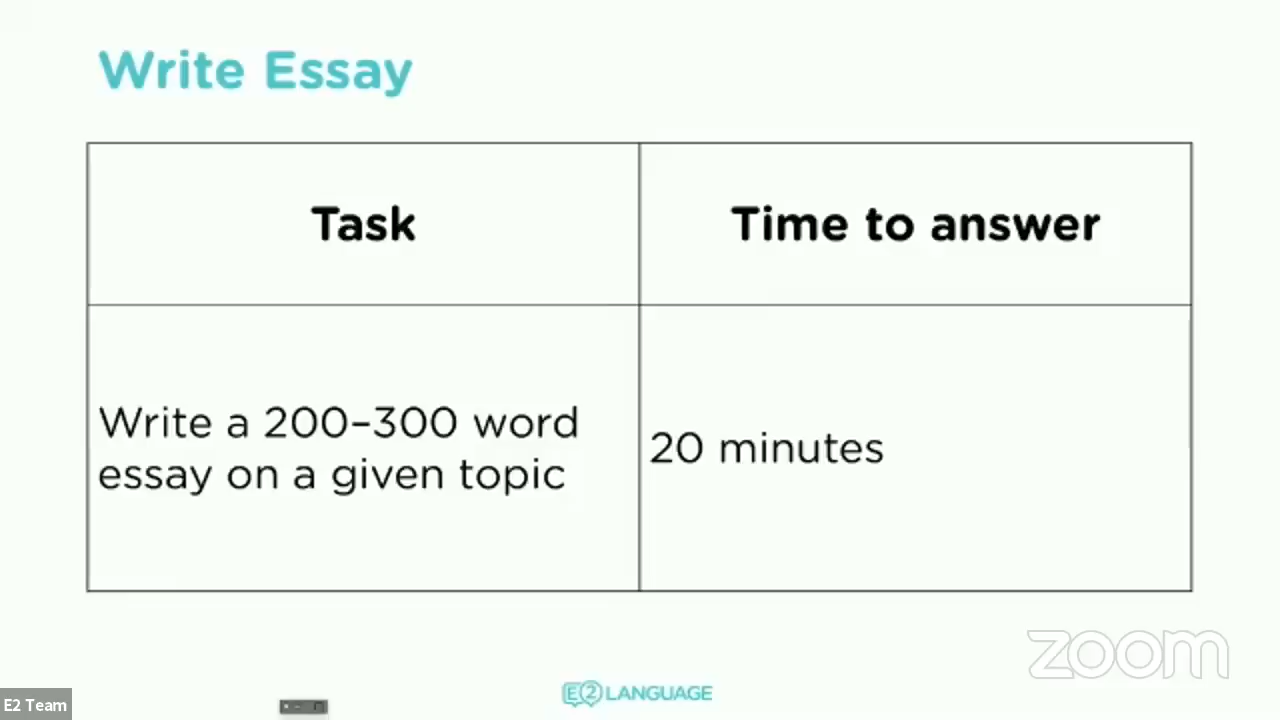 Write Essay
Task
Time to answer
Write a 200–300 word
essay on a given topic
20 minutes
zoom
E2 LANGUAGE
E2 Team